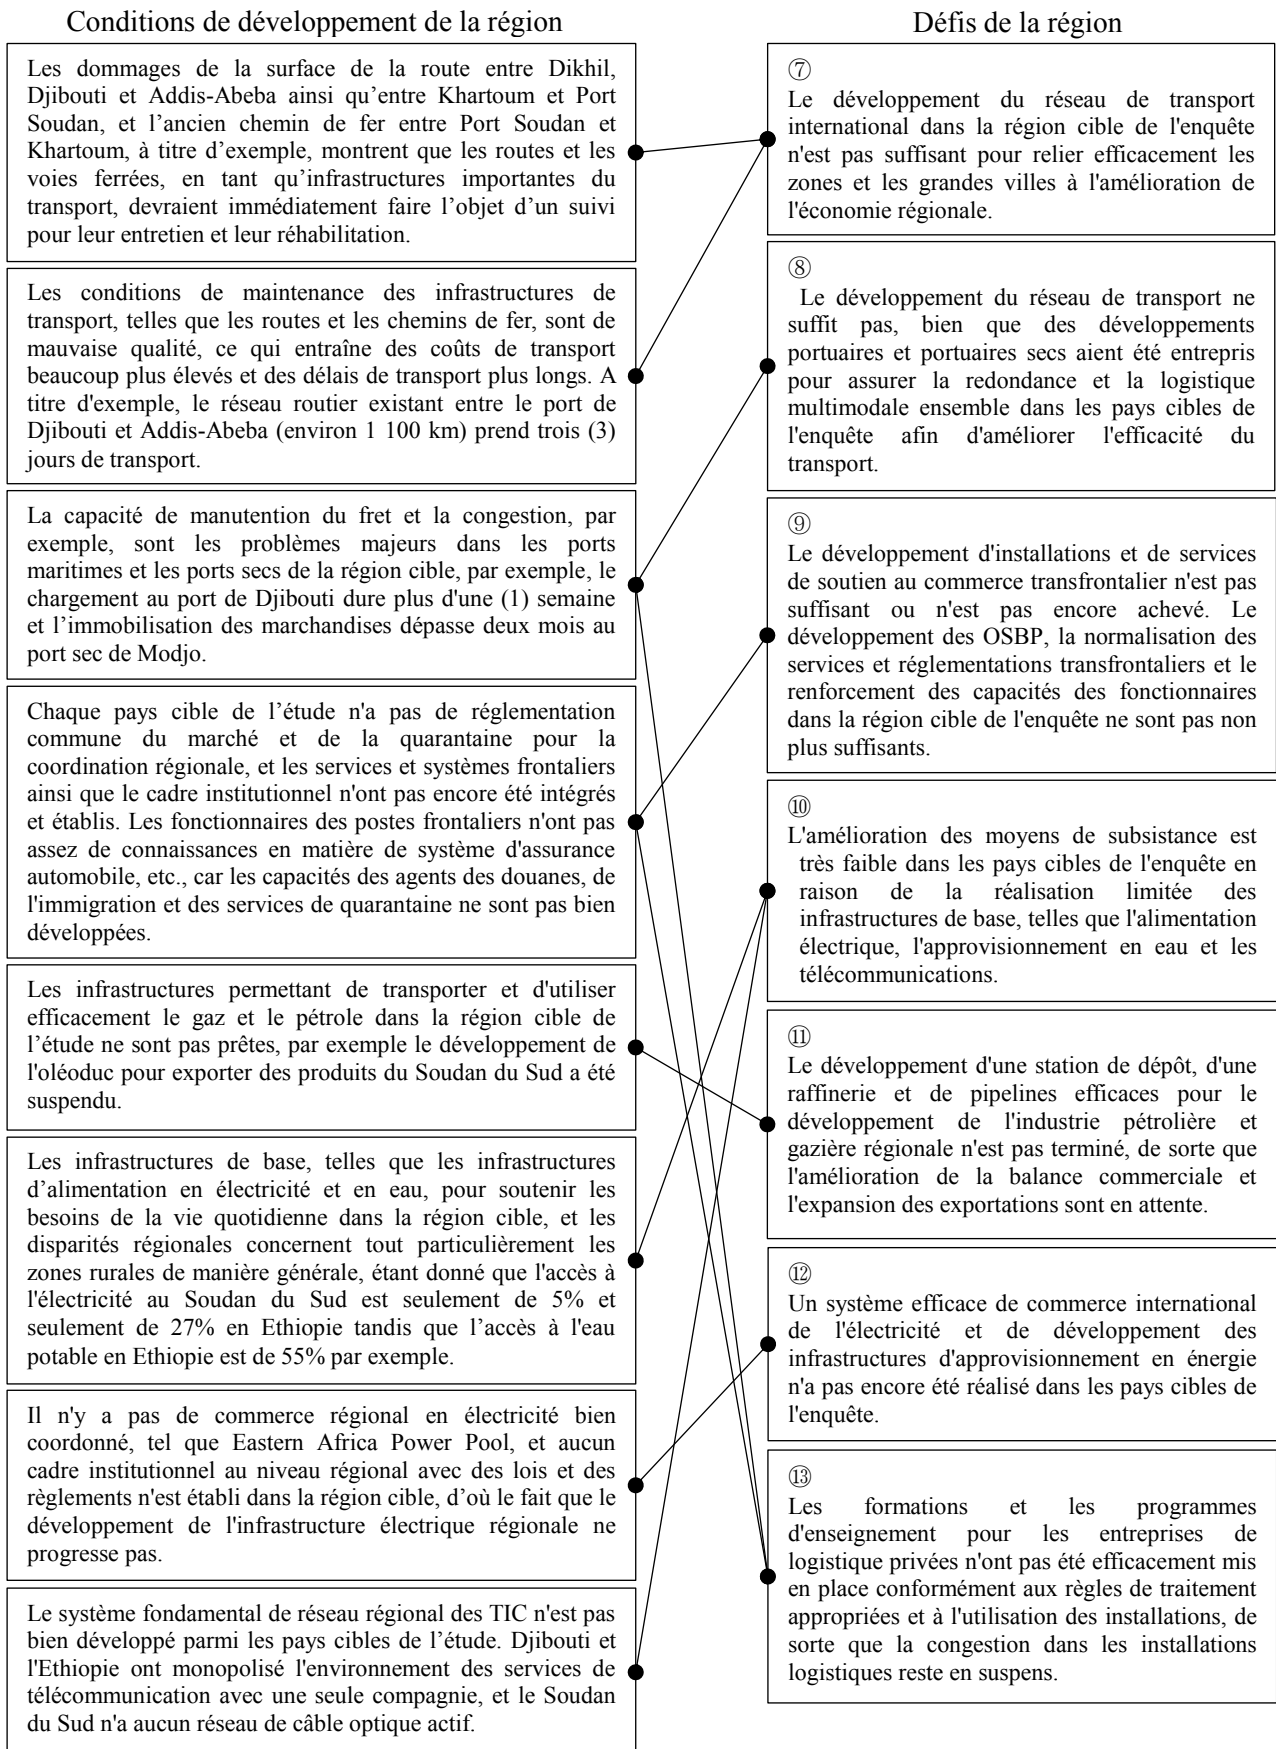 Conditions de développement de la région
Les dommages de la surface de la route entre Dikhil,
Djibouti et Addis-Abeba ainsi qu’entre Khartoum et Port
Soudan, et l’ancien chemin de fer entre Port Soudan et
Khartoum, à titre d’exemple, montrent que les routes et les
voies ferrées, en tant qu’infrastructures importantes du
transport, devraient immédiatement faire l’objet d’un suivi
pour leur entretien et leur réhabilitation.
Les conditions de maintenance des infrastructures de
transport, telles que les routes et les chemins de fer, sont de
mauvaise qualité, ce qui entraîne des coûts de transport
beaucoup plus élevés et des délais de transport plus longs. A
titre d'exemple, le réseau routier existant entre le port de
Djibouti et Addis-Abeba (environ 1 100 km) prend trois (3)
jours de transport.
La capacité de manutention du fret et la congestion, par
exemple, sont les problèmes majeurs dans les ports
maritimes et les ports secs de la région cible, par exemple, le
chargement au port de Djibouti dure plus d'une (1) semaine
et l’immobilisation des marchandises dépasse deux mois au
port sec de Modjo.
Chaque pays cible de l’étude n'a pas de réglementation
commune du marché et de la quarantaine pour la
coordination régionale, et les services et systèmes frontaliers
ainsi que le cadre institutionnel n'ont pas encore été intégrés
et établis. Les fonctionnaires des postes frontaliers n'ont pas
assez de connaissances en matière de système d'assurance
automobile, etc., car les capacités des agents des douanes, de
l'immigration et des services de quarantaine ne sont pas bien
développées.
Les infrastructures permettant de transporter et d'utiliser
efficacement le gaz et le pétrole dans la région cible de
l’étude ne sont pas prêtes, par exemple le développement de
l'oléoduc pour exporter des produits du Soudan du Sud a été
suspendu.
Les infrastructures de base, telles que les infrastructures
d’alimentation en électricité et en eau, pour soutenir les
besoins de la vie quotidienne dans la région cible, et les
disparités régionales concernent tout particulièrement les
zones rurales de manière générale, étant donné que l'accès à
l'électricité au Soudan du Sud est seulement de 5% et
seulement de 27% en Ethiopie tandis que l’accès à l'eau
potable en Ethiopie est de 55% par exemple.
Il n'y a pas de commerce régional en électricité bien
coordonné, tel que Eastern Africa Power Pool, et aucun
cadre institutionnel au niveau régional avec des lois et des
règlements n'est établi dans la région cible, d’où le fait que le
développement de l'infrastructure électrique régionale ne
progresse pas.
Le système fondamental de réseau régional des TIC n'est pas
bien développé parmi les pays cibles de l’étude. Djibouti et
l'Ethiopie ont monopolisé l'environnement des services de
télécommunication avec une seule compagnie, et le Soudan
du Sud n'a aucun réseau de câble optique actif.
Défis de la région
⑦
Le développement du réseau de transport
international dans la région cible de l'enquête
n'est pas suffisant pour relier efficacement les
zones et les grandes villes à l'amélioration de
l'économie régionale.
⑧
Le développement du réseau de transport ne
suffit pas, bien que des développements
portuaires et portuaires secs aient été entrepris
pour assurer la redondance et la logistique
multimodale ensemble dans les pays cibles de
l'enquête afin d'améliorer l'efficacité du
transport.
⑨
Le développement d'installations et de services
de soutien au commerce transfrontalier n'est pas
suffisant ou n'est pas encore achevé. Le
développement des OSBP, la normalisation des
services et réglementations transfrontaliers et le
renforcement des capacités des fonctionnaires
dans la région cible de l'enquête ne sont pas non
plus suffisants.
⑩
L'amélioration des moyens de subsistance est
très faible dans les pays cibles de l'enquête en
raison de la réalisation limitée des
infrastructures de base, telles que l'alimentation
électrique, l'approvisionnement en eau et les
télécommunications.
⑪
Le développement d'une station de dépôt, d'une
raffinerie et de pipelines efficaces pour le
développement de l'industrie pétrolière et
gazière régionale n'est pas terminé, de sorte que
l'amélioration de la balance commerciale et
l'expansion des exportations sont en attente.
⑫
Un système efficace de commerce international
de l'électricité et de développement des
infrastructures d'approvisionnement en énergie
n'a pas encore été réalisé dans les pays cibles de
l'enquête.
⑬
Les formations et les programmes
d'enseignement pour les entreprises de
logistique privées n'ont pas été efficacement mis
en place conformément aux règles de traitement
appropriées et à l'utilisation des installations, de
sorte que la congestion dans les installations
logistiques reste en suspens.